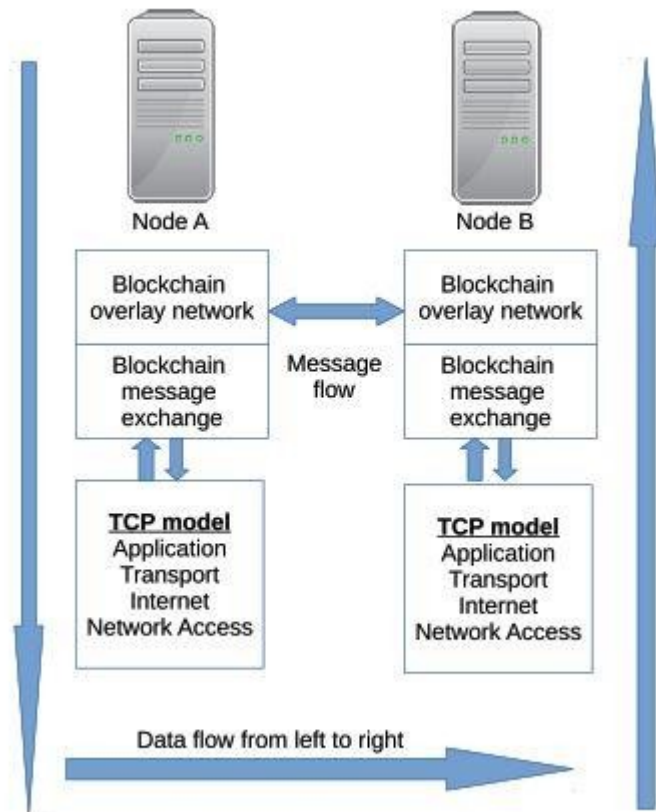 Node A
Node B
Blockchain
overlay network
Blockchain
message
exchange
Message
flow
Blockchain
overlay network
Blockchain
message
exchange
TCP model
Application
Transport
Internet
Network Access
TCP model
Application
Transport
Internet
Network Access
Data flow from left to right